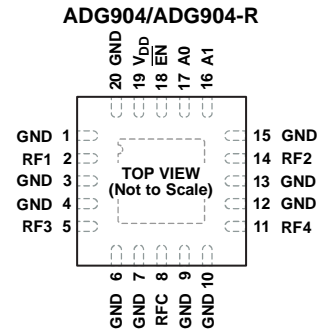 ADG904/ADG904-R
20 GND
19 VDD
18 E̅N̅
17 A0
16 A1
GND 1
RF1 2
GND 3
GND 4
RF3 5
TOP VIEW
(Not to Scale)
15 GND
14 RF2
13 GND
12 GND
11 RF4
GND 6
GND 7
RFC 8
GND 9
GND 10